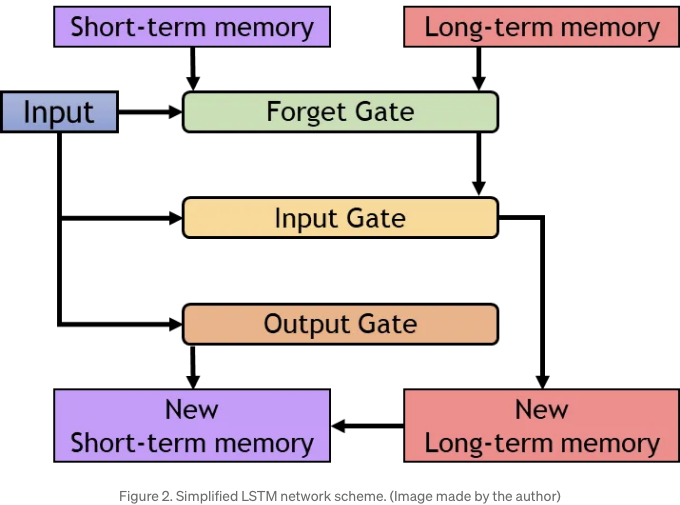 Short-term memory
Long-term memory
Input
Forget Gate
Input Gate
Output Gate
New
Short-term memory
New
Long-term memory
Figure 2. Simplified LSTM network scheme. (Image made by the author)